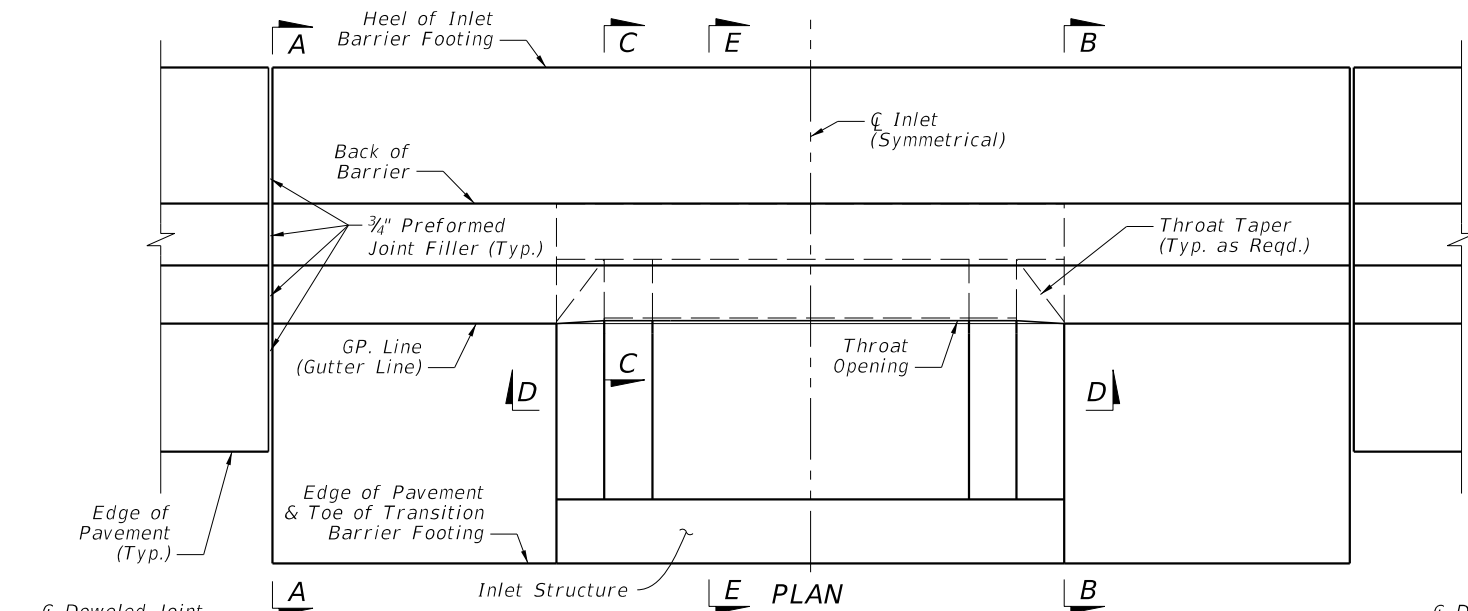 A
Heel of Inlet
Barrier Footing
C
E
B
℄ Inlet
(Symmetrical)
Back of
Barrier
¾" Preformed
Joint Filler (Typ.)
Throat Taper
(Typ. as Reqd.)
GP. Line
(Gutter Line)
C
Throat
Opening
D
D
Edge of Pavement
& Toe of Transition
Barrier Footing
Edge of
Pavement
(Typ.)
Inlet Structure
A
E
PLAN
B
℄ Doweled Joint
℄ D